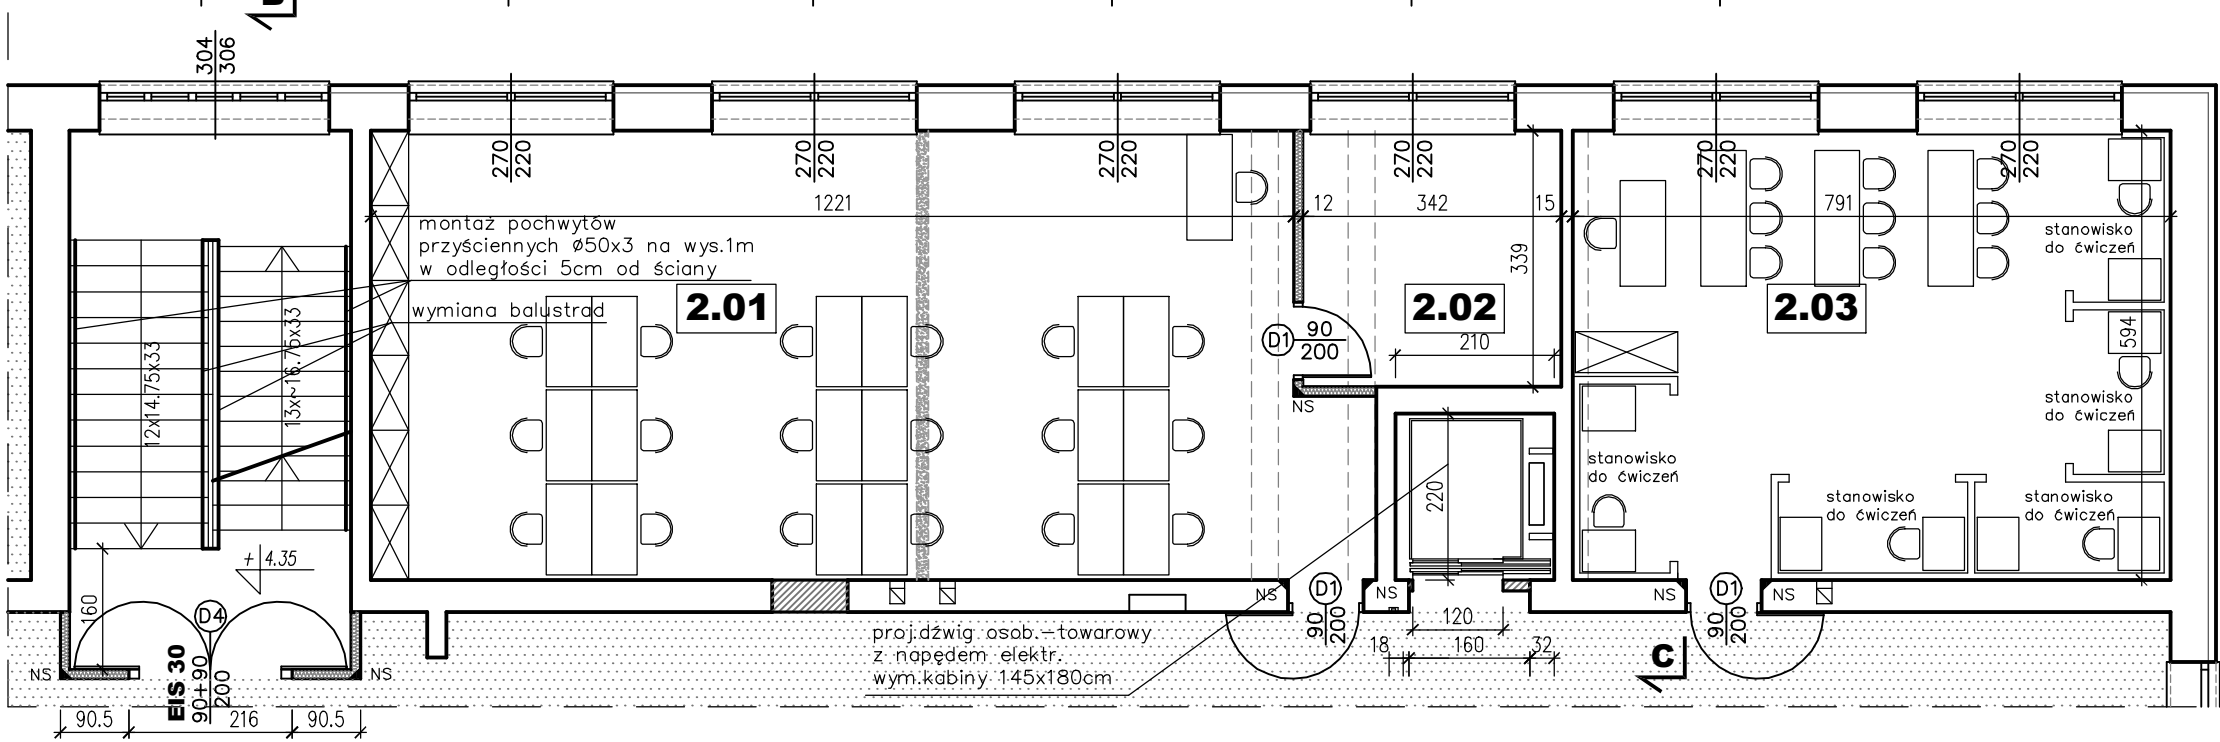 304
306
270
220
270
220
270
220
270
220
270
220
270
220
1221
12
342
15
791
montaż pochwytów
przyściennych ø50x3 na wys.1m
w odległości 5cm od ściany
wymiana balustrad
2.01
2.02
2.03
339
210
D1
90
200
NS
594
stanowisko
do ćwiczeń
stanowisko
do ćwiczeń
stanowisko
do ćwiczeń
stanowisko
do ćwiczeń
stanowisko
do ćwiczeń
12x14.75x33
13x~16.75x33
220
+4.35
160
D4
EIS 30
90+90
200
NS
NS
90.5
216
90.5
NS
D1
90
200
NS
120
18
160
32
proj.dźwig osob.-towarowy
z napędem elektr.
wym.kabiny 145x180cm
C
NS
D1
90
200
NS